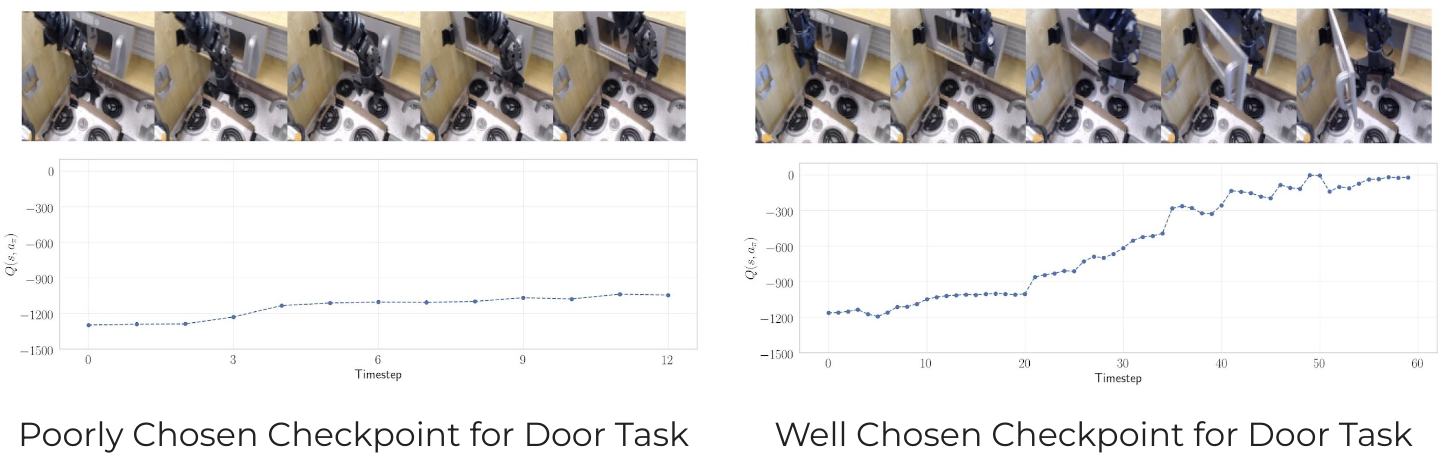 0
−300
−600
−900
−1200
−1500
Q(s, aπ)
0 3 6 9 12
Timestep
Poorly Chosen Checkpoint for Door Task
0
−300
−600
−900
−1200
−1500
Q(s, aπ)
0 10 20 30 40 50 60
Timestep
Well Chosen Checkpoint for Door Task